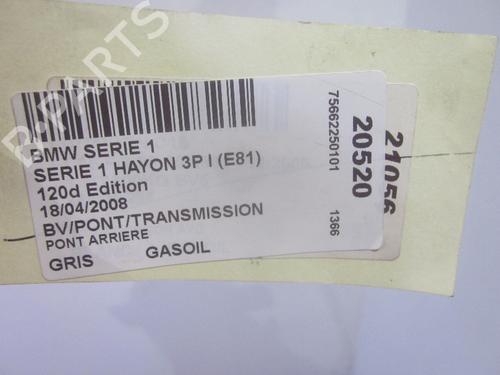 B-PARTS
BMW SERIE 1
SERIE 1 HAYON 3P I (E81)
120d Edition
18/04/2008
BV/PONT/TRANSMISSION
PONT ARRIERE
GRIS GASOIL
75662250101 1366
20520
21056